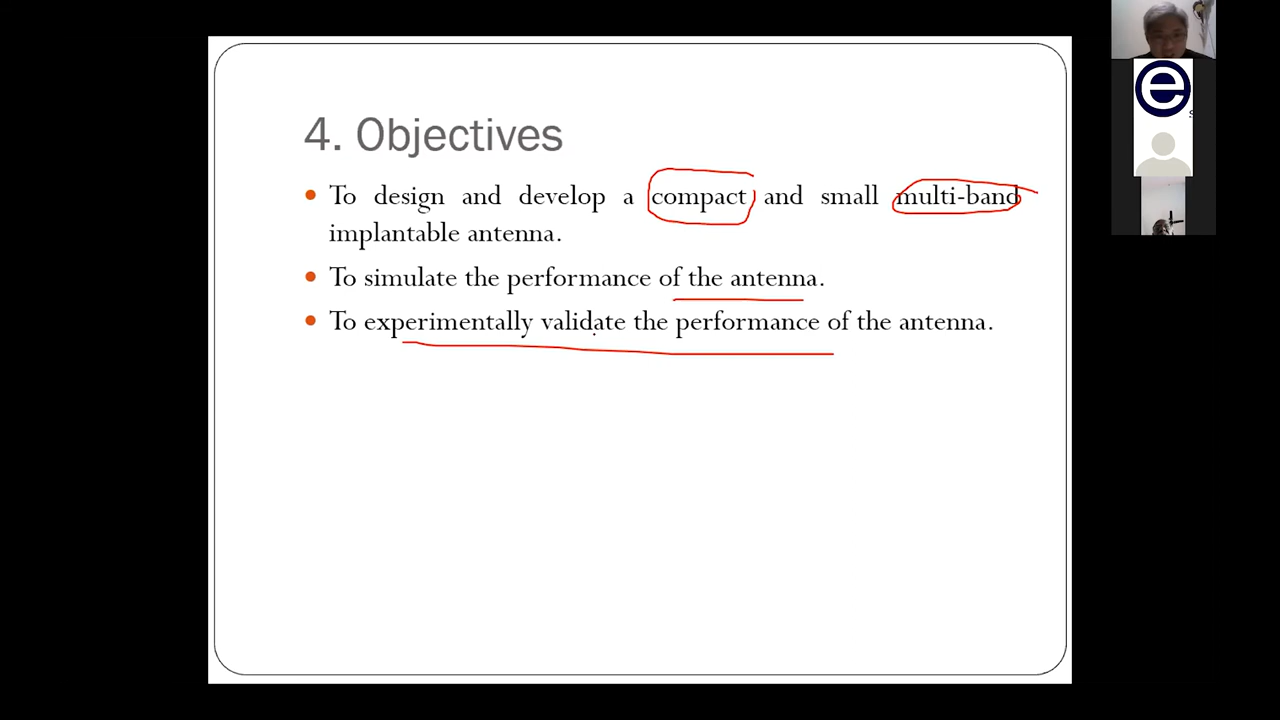 4. Objectives
To design and develop a compact and small multi-band
implantable antenna.
To simulate the performance of the antenna.
To experimentally validate the performance of the antenna.
e
s